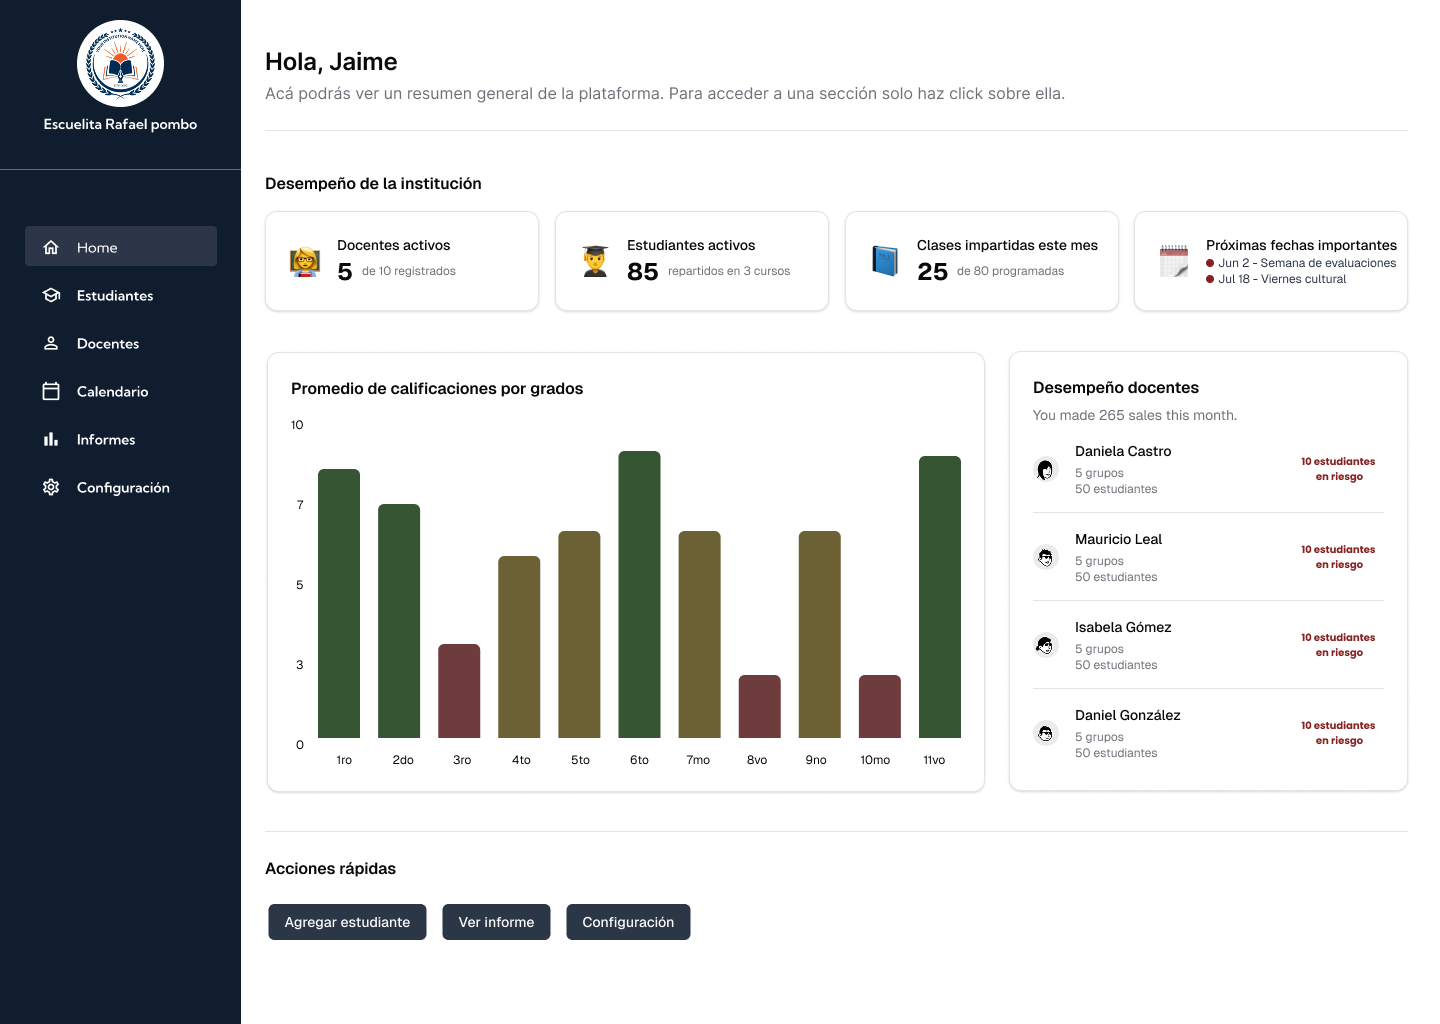 Escuelita Rafael pombo
Home
Estudiantes
Docentes
Calendario
Informes
Configuración
Hola, Jaime
Acá podrás ver un resumen general de la plataforma. Para acceder a una sección solo haz click sobre ella.
Desempeño de la institución
Docentes activos
5 de 10 registrados
Estudiantes activos
85 repartidos en 3 cursos
Clases impartidas este mes
25 de 80 programadas
Próximas fechas importantes
Jun 2 - Semana de evaluaciones
Jul 18 - Viernes cultural
Promedio de calificaciones por grados
10
7
5
3
0
1ro 2do 3ro 4to 5to 6to 7mo 8vo 9no 10mo 11vo
Desempeño docentes
You made 265 sales this month.
Daniela Castro
5 grupos
50 estudiantes
10 estudiantes
en riesgo
Mauricio Leal
5 grupos
50 estudiantes
10 estudiantes
en riesgo
Isabela Gómez
5 grupos
50 estudiantes
10 estudiantes
en riesgo
Daniel González
5 grupos
50 estudiantes
10 estudiantes
en riesgo
Acciones rápidas
Agregar estudiante
Ver informe
Configuración